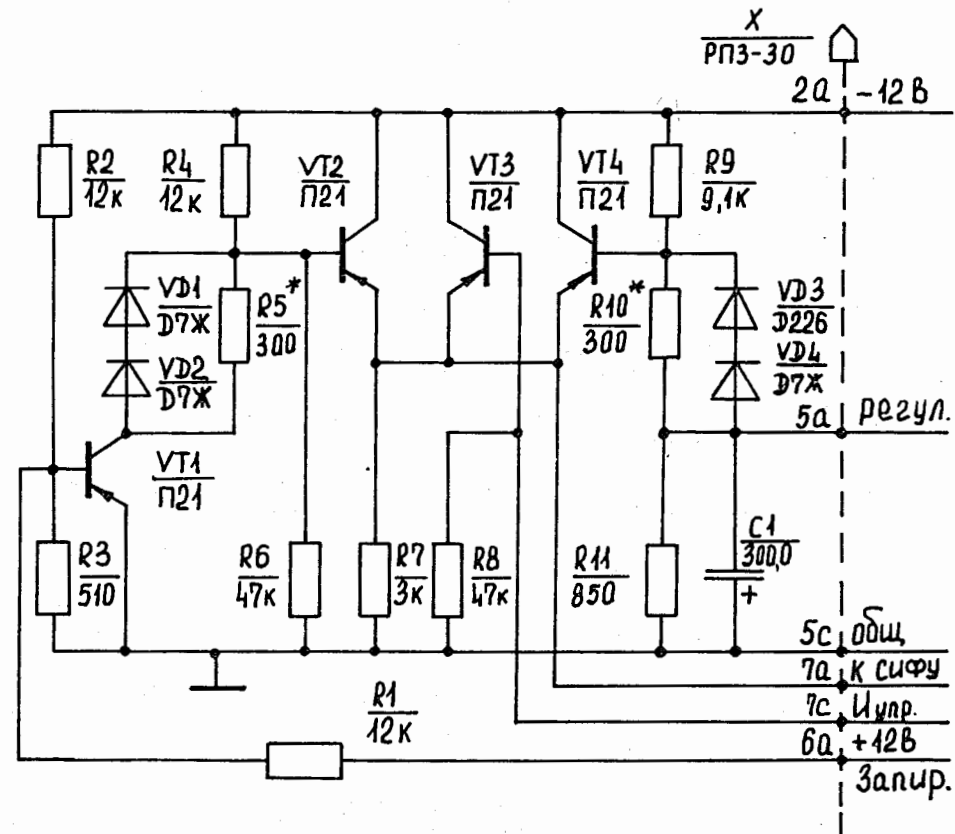 X
РП3-30
2а -12 В
R2
12к
R4
12к
VT2
П21
VT3
П21
VT4
П21
R9
9,1к
VD1
Д7Ж
R5*
300
R10*
300
VD3
Д226
VD2
Д7Ж
VD4
Д7Ж
5а Регул.
VT1
П21
R3
510
R6
47к
R7
3к
R8
47к
R11
850
C1
300,0
+
5с общ
7а к СИФУ
7с Uупр.
R1
12к
6а +12В
Запир.